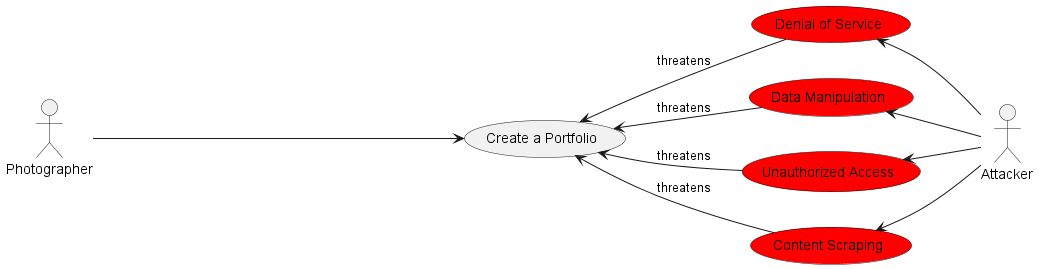 Denial of Service
threatens
Data Manipulation
threatens
Create a Portfolio
Photographer
threatens
Unauthorized Access
Attacker
threatens
Content Scraping